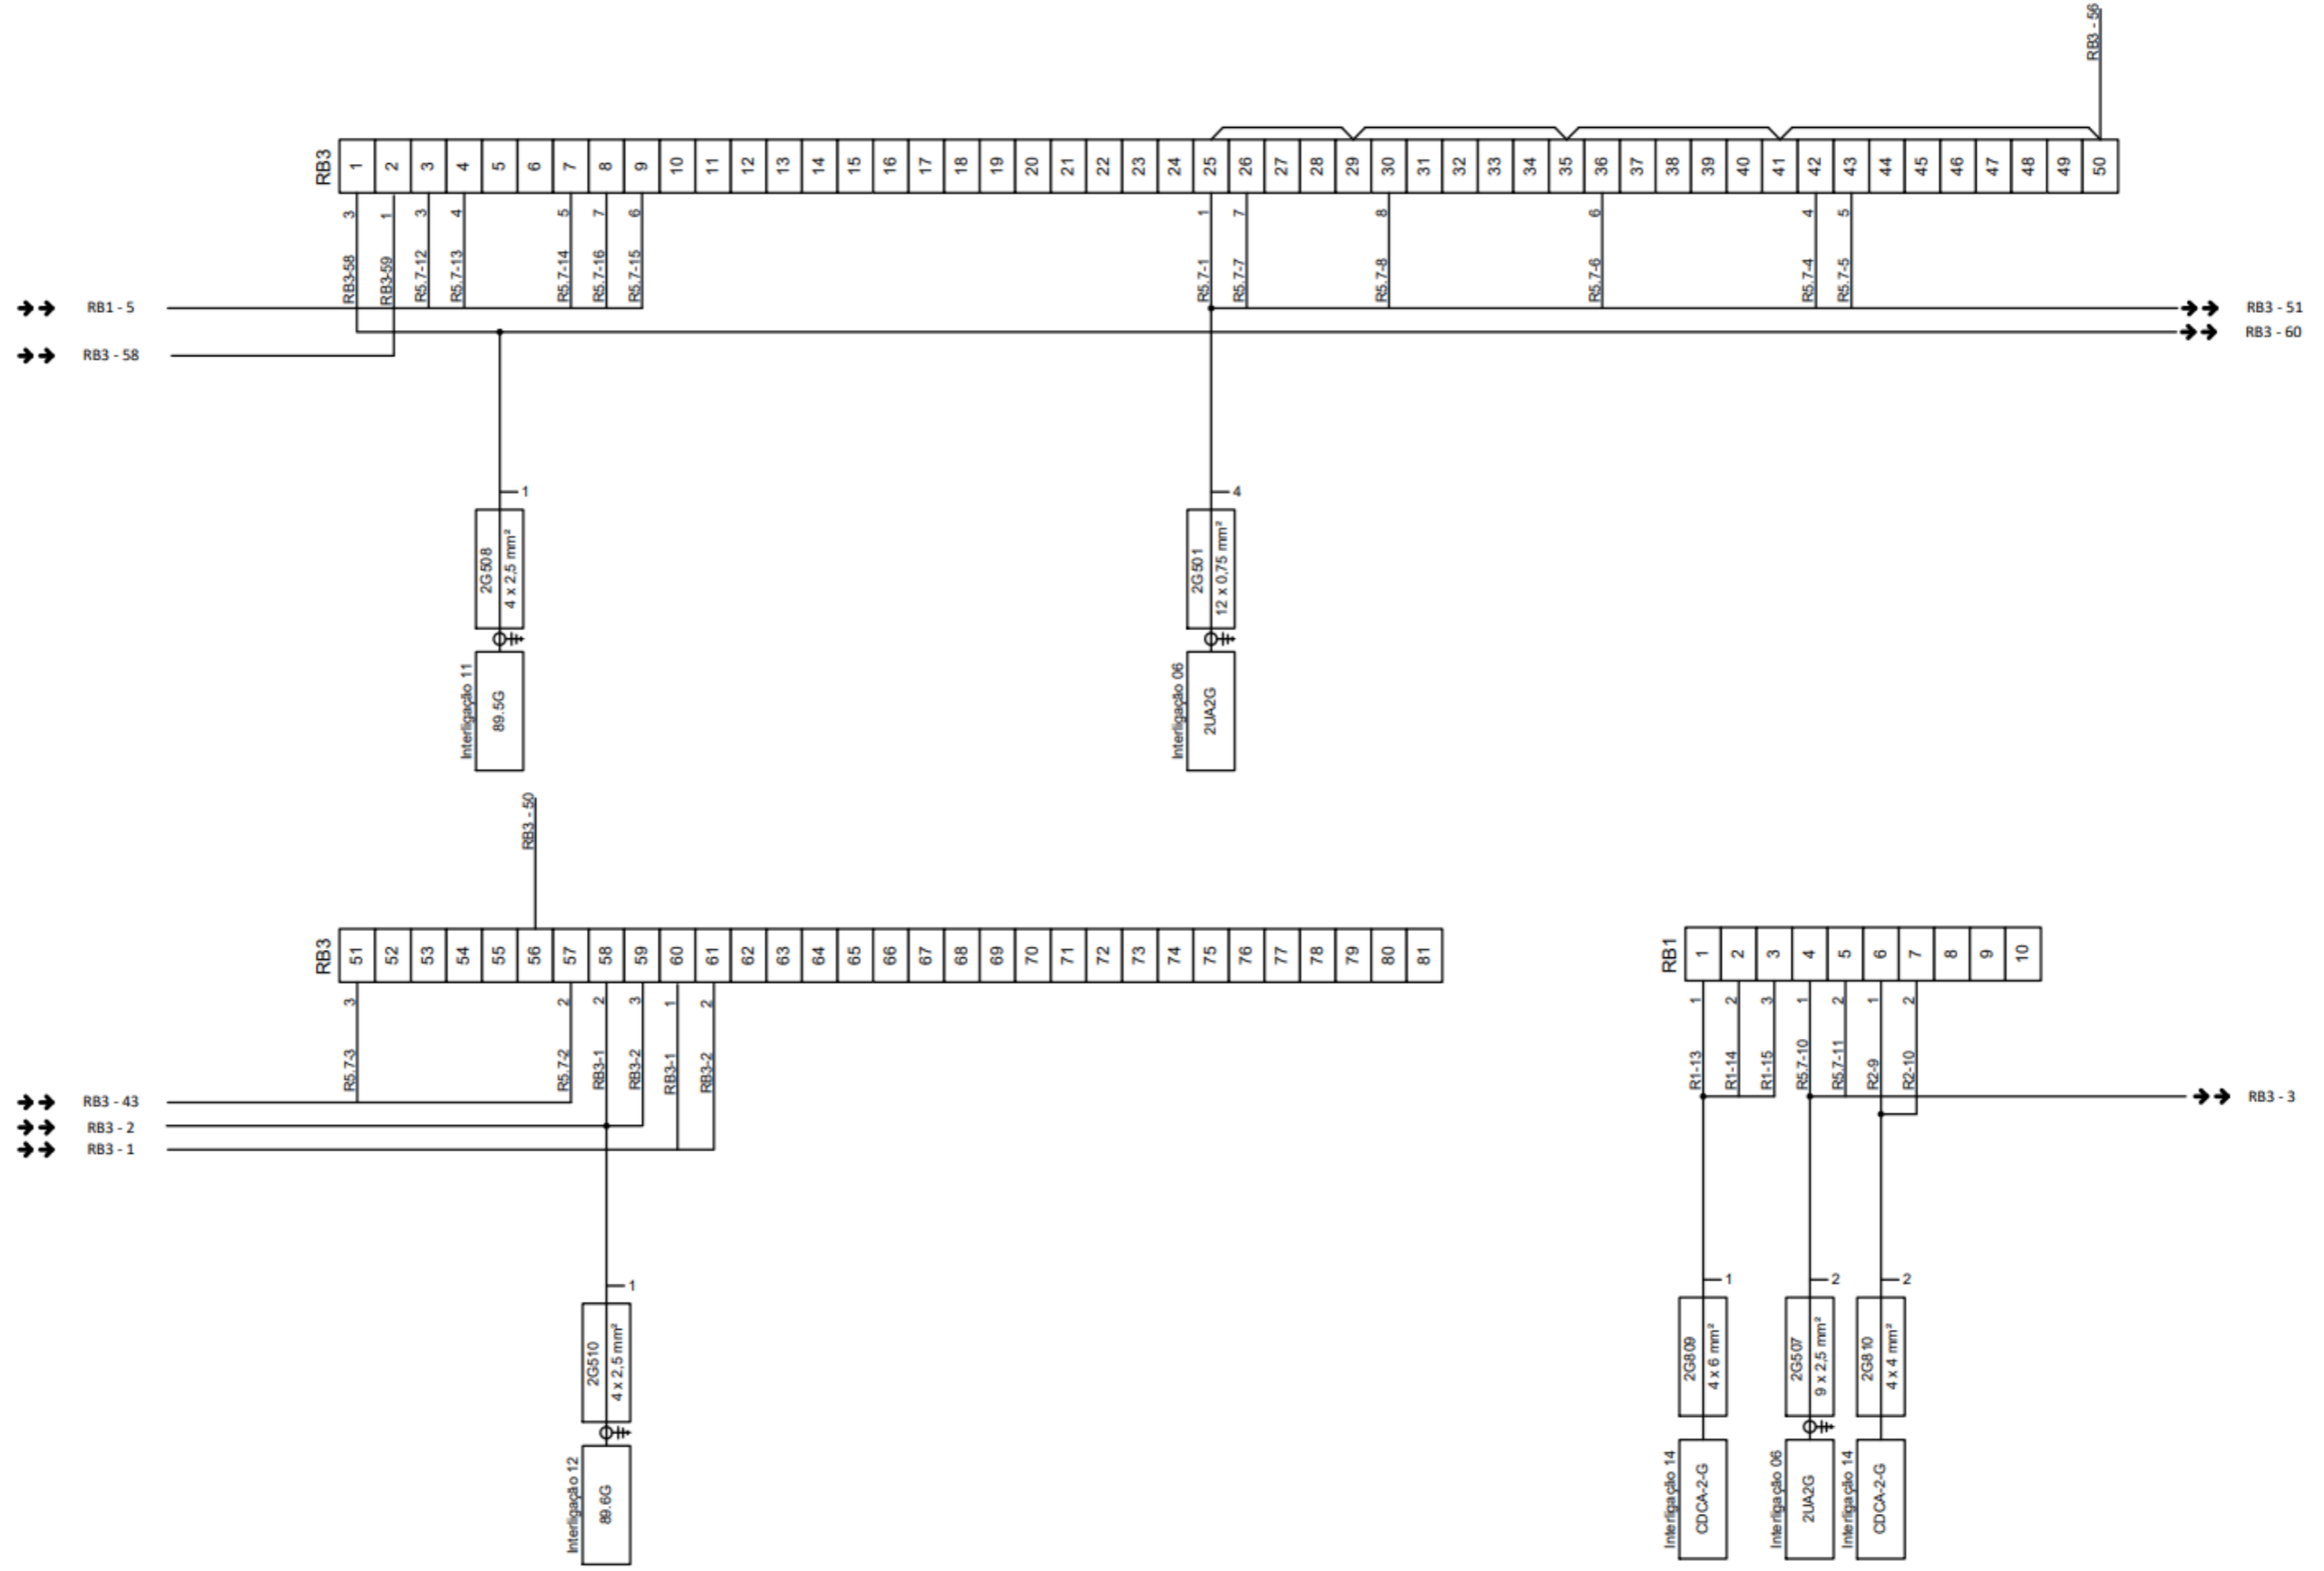 RB3 - 56
RB3
1 2 3 4 5 6 7 8 9 10 11 12 13 14 15 16 17 18 19 20 21 22 23 24 25 26 27 28 29 30 31 32 33 34 35 36 37 38 39 40 41 42 43 44 45 46 47 48 49 50
3 1 3 4 5 7 6 1 7 8 6 4 5
RB3-58
RB3-59
R5.7-12
R5.7-13
R5.7-14
R5.7-16
R5.7-15
R5.7-1
R5.7-7
R5.7-8
R5.7-6
R5.7-4
R5.7-5
RB1 - 5
RB3 - 51
RB3 - 60
RB3 - 58
1
4
2G508
4 x 2,5 mm²
2G501
12 x 0,75 mm²
Interligação 11
89.5G
Interligação 06
2UA2G
RB3 - 50
RB3
51 52 53 54 55 56 57 58 59 60 61 62 63 64 65 66 67 68 69 70 71 72 73 74 75 76 77 78 79 80 81
3 2 2 3 1 2
R5.7-3
R5.7-2
RB3-1
RB3-2
RB3-1
RB3-2
RB3 - 43
RB3 - 2
RB3 - 1
1
2G510
4 x 2,5 mm²
Interligação 12
89.6G
RB1
1 2 3 4 5 6 7 8 9 10
1 2 3 1 2 1 2
R1-13
R1-14
R1-15
R5.7-10
R5.7-11
R2-9
R2-10
RB3 - 3
1
2
2
2G809
4 x 6 mm²
2G507
9 x 2,5 mm²
2G810
4 x 4 mm²
Interligação 14
CDCA-2-G
Interligação 06
2UA2G
Interligação 14
CDCA-2-G